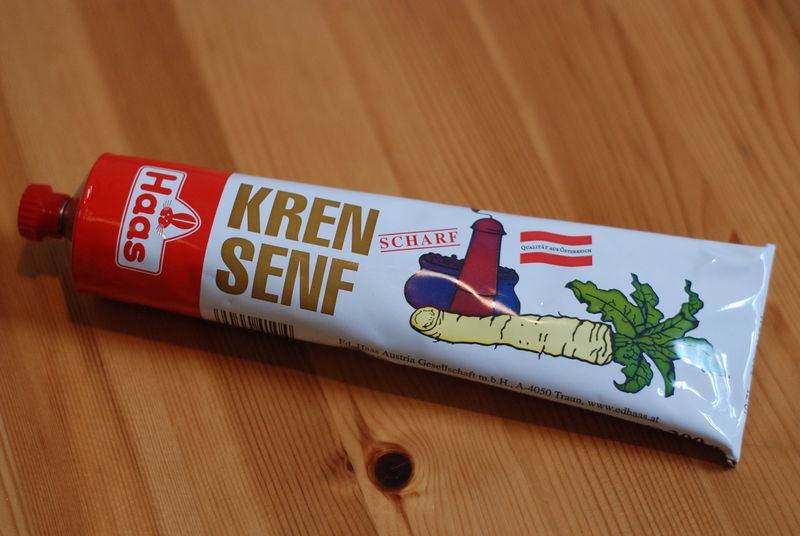 Haas
KREN
SENF
SCHARF
QUALITÄT AUS ÖSTERREICH
Ed. Haas Austria Gesellschaft m.b.H., A-4050 Traun, www.edhaas.at